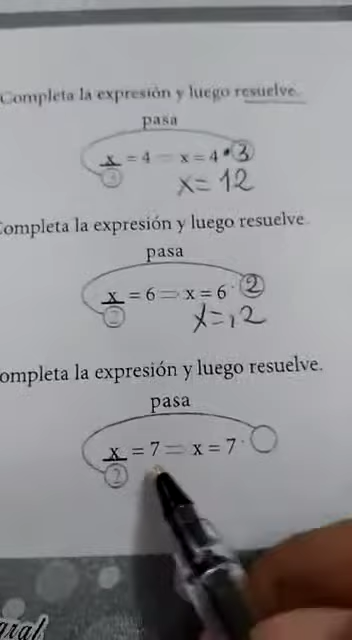 Completa la expresión y luego resuelve.
pasa
x/3 = 4 = x = 4 • 3
x = 12
Completa la expresión y luego resuelve.
pasa
x/2 = 6 = x = 6 · 2
x = 12
ompleta la expresión y luego resuelve.
pasa
x/2 = 7 = x = 7 ·
gral